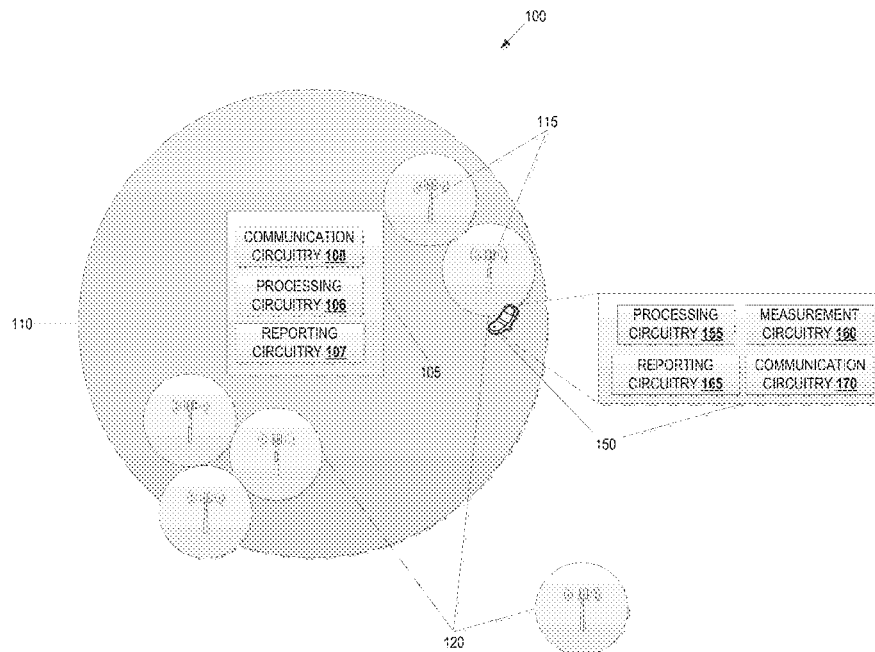 100
115
COMMUNICATION
CIRCUITRY 108
PROCESSING
CIRCUITRY 106
REPORTING
CIRCUITRY 107
110
105
PROCESSING
CIRCUITRY 155
MEASUREMENT
CIRCUITRY 160
REPORTING
CIRCUITRY 165
COMMUNICATION
CIRCUITRY 170
150
120